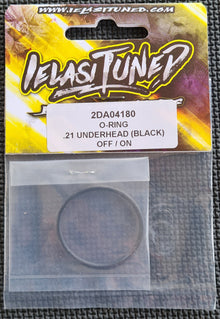 WWW.IELASITUNED.COM
IELASI TUNED
2DA04180
O-RING
.21 UNDERHEAD (BLACK)
OFF / ON